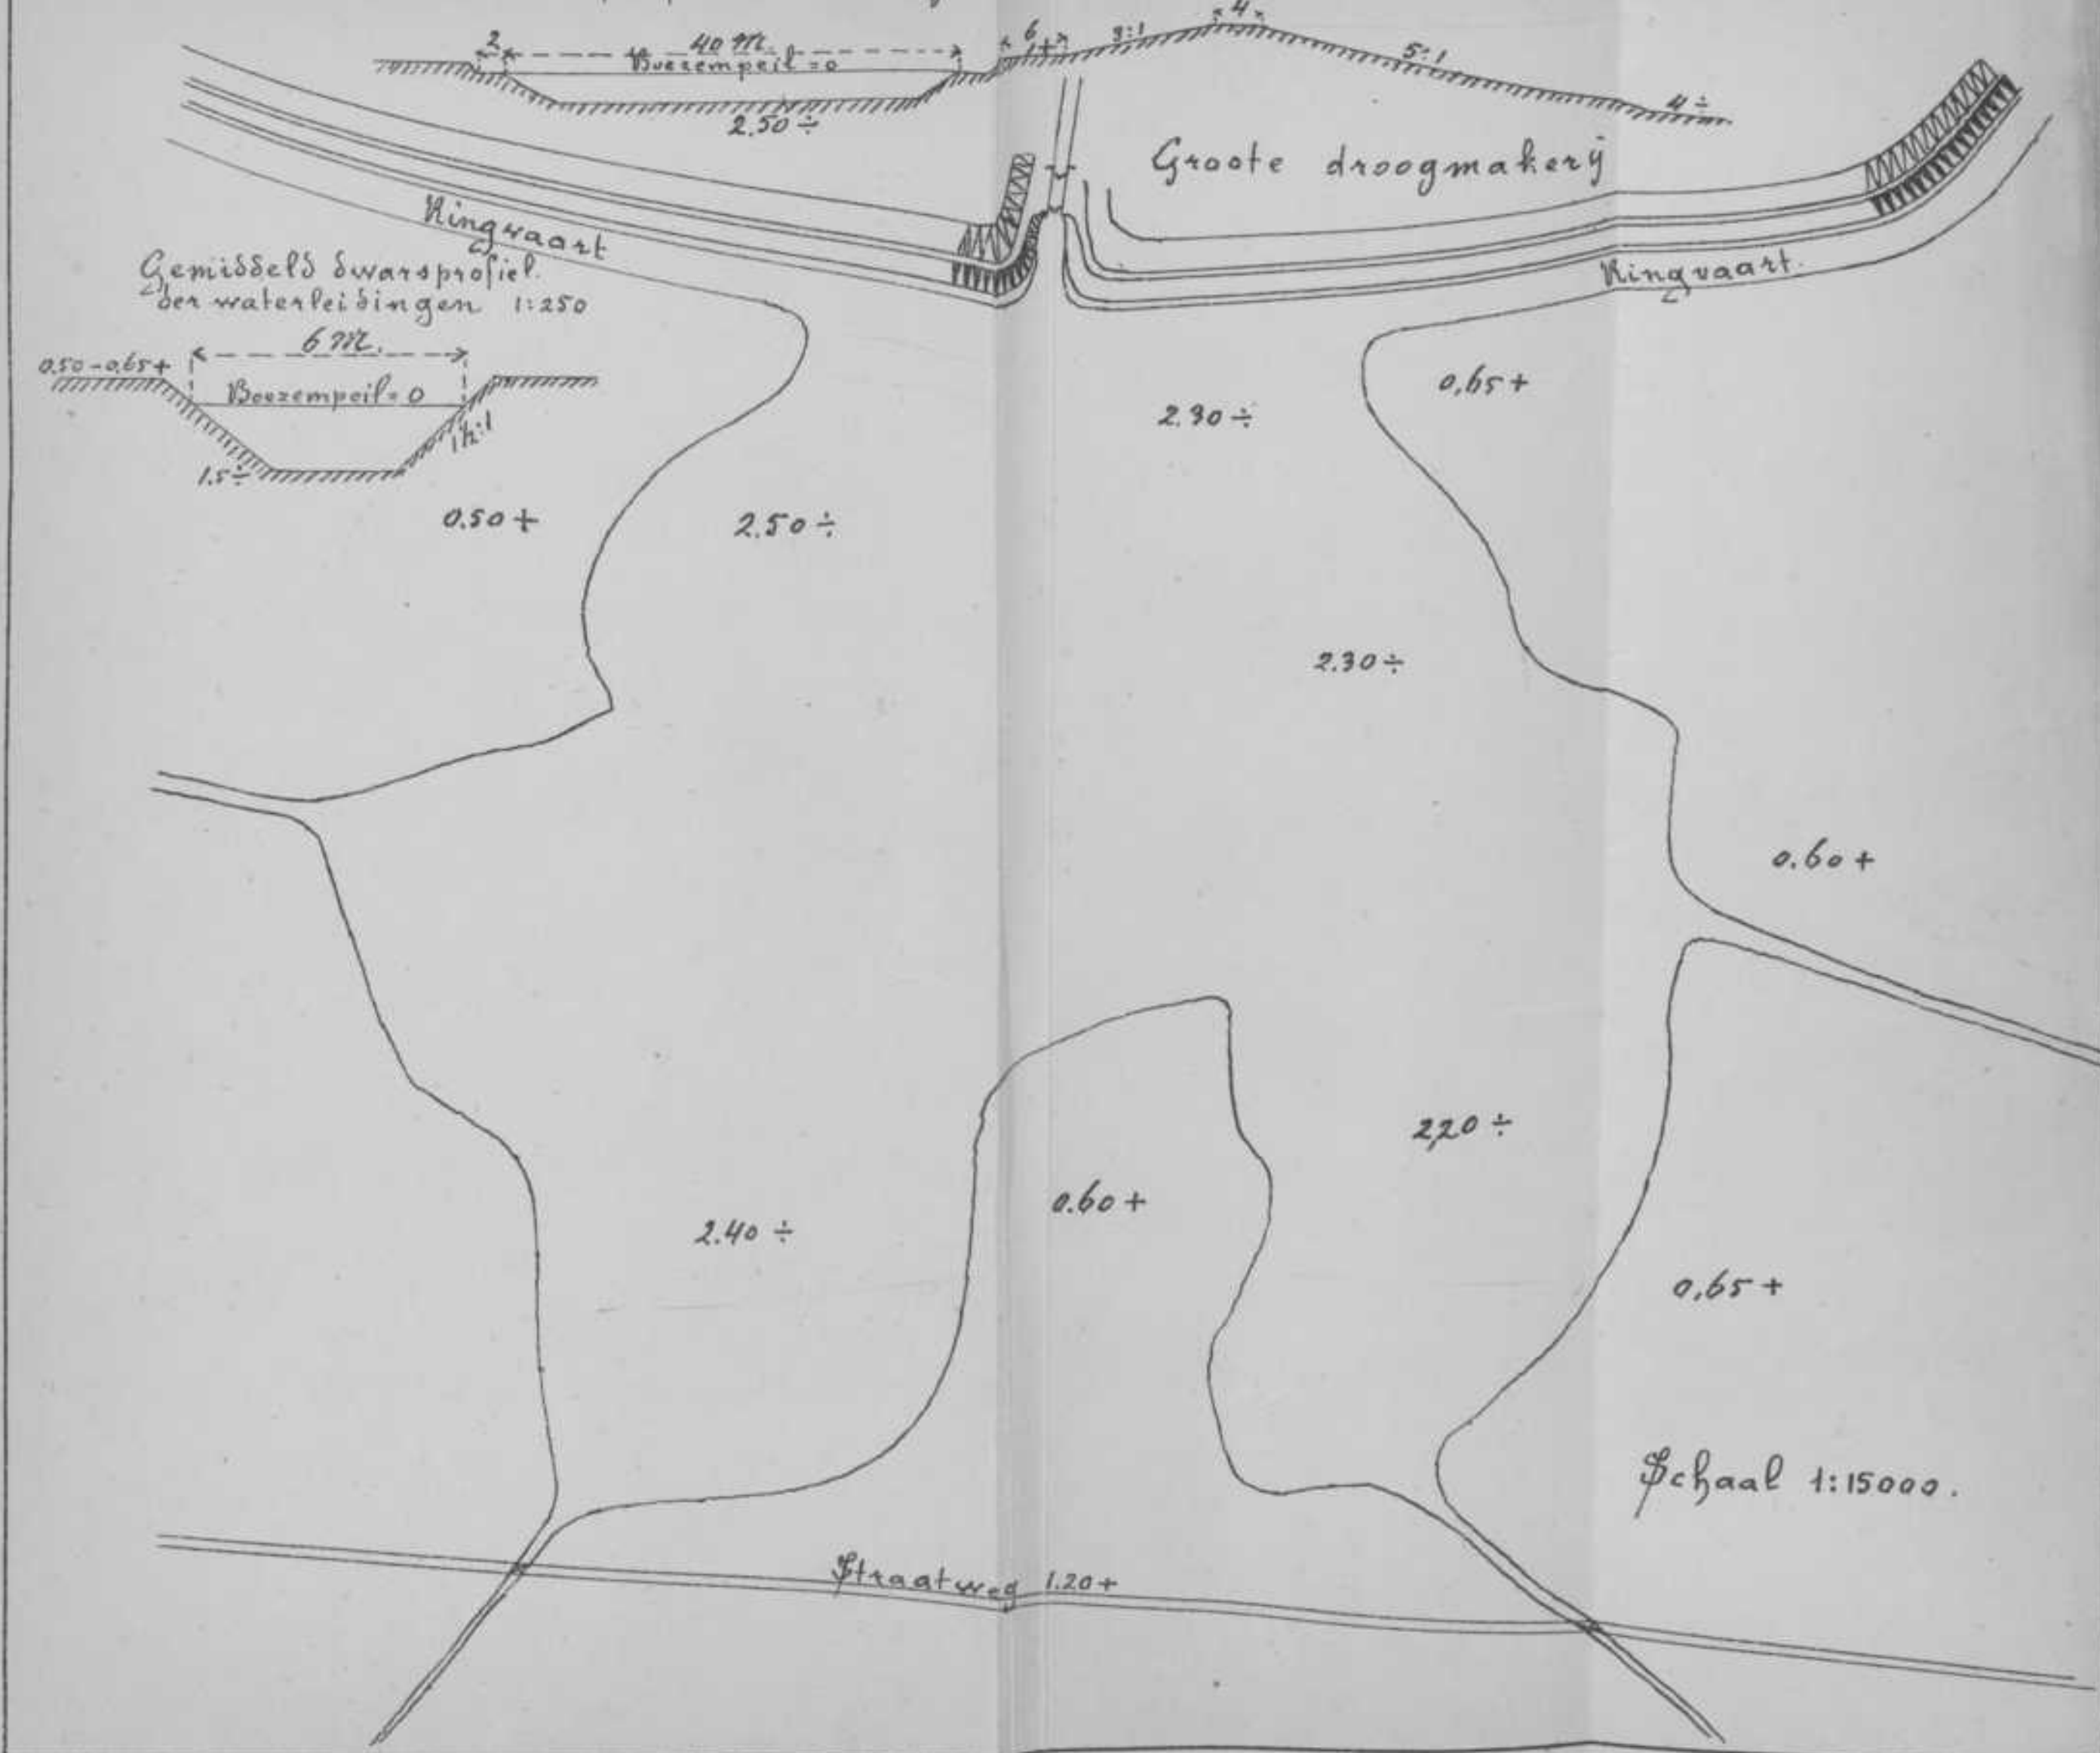 4
2 40 M. 6 3:1 5:1
Boezempeil = 0 1+
4÷
2.50÷
Groote droogmakerij
Ringvaart
Gemiddeld dwarsprofiel
der waterleidingen 1:250
Ringvaart.
6 M.
0.50-0.65+
Boezempeil = 0
1½:1
1.5÷
0.65+
2.30÷
0.50+
2.50÷
2.30÷
0.60+
2.20÷
0.60+
2.40÷
0.65+
Schaal 1:15000.
Straatweg 1.20+